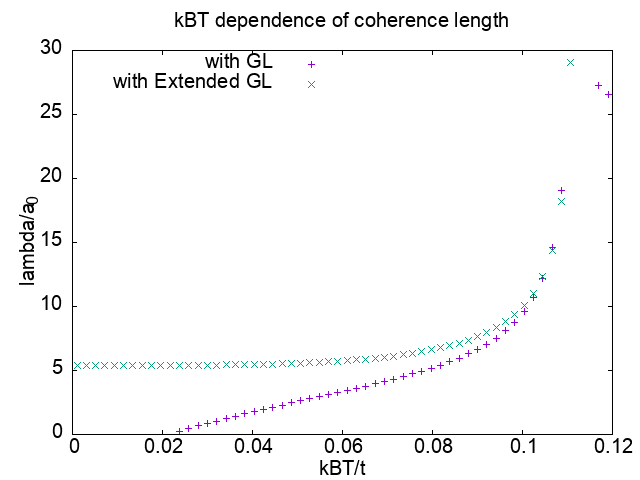 kBT dependence of coherence length
with GL
with Extended GL
30
25
20
15
10
5
0
lambda/a0
0 0.02 0.04 0.06 0.08 0.1 0.12
kBT/t